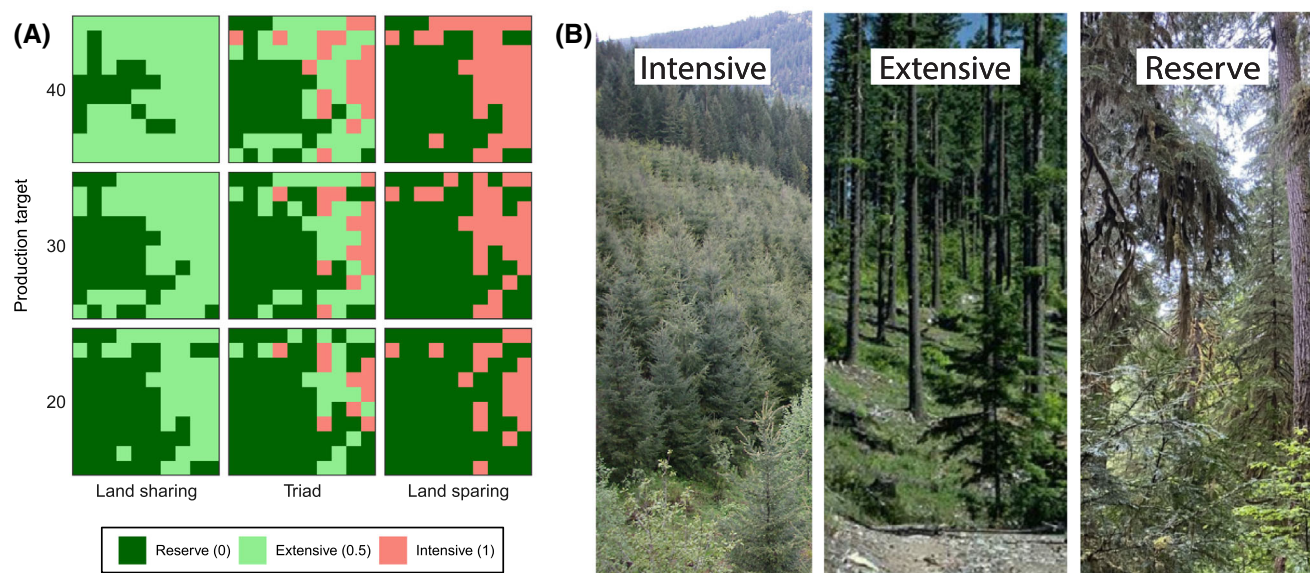 (A)
40
30
20
Production target
Land sharing
Triad
Land sparing
Reserve (0)
Extensive (0.5)
Intensive (1)
(B)
Intensive
Extensive
Reserve